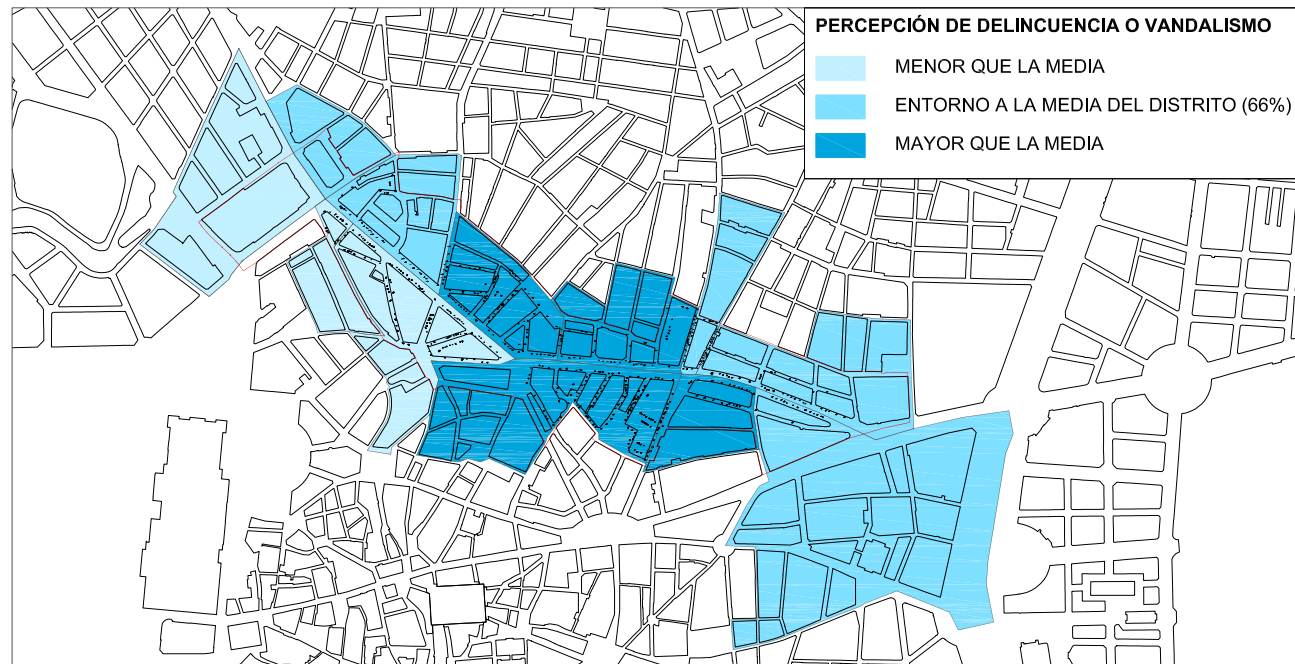 PERCEPCIÓN DE DELINCUENCIA O VANDALISMO
MENOR QUE LA MEDIA
ENTORNO A LA MEDIA DEL DISTRITO (66%)
MAYOR QUE LA MEDIA